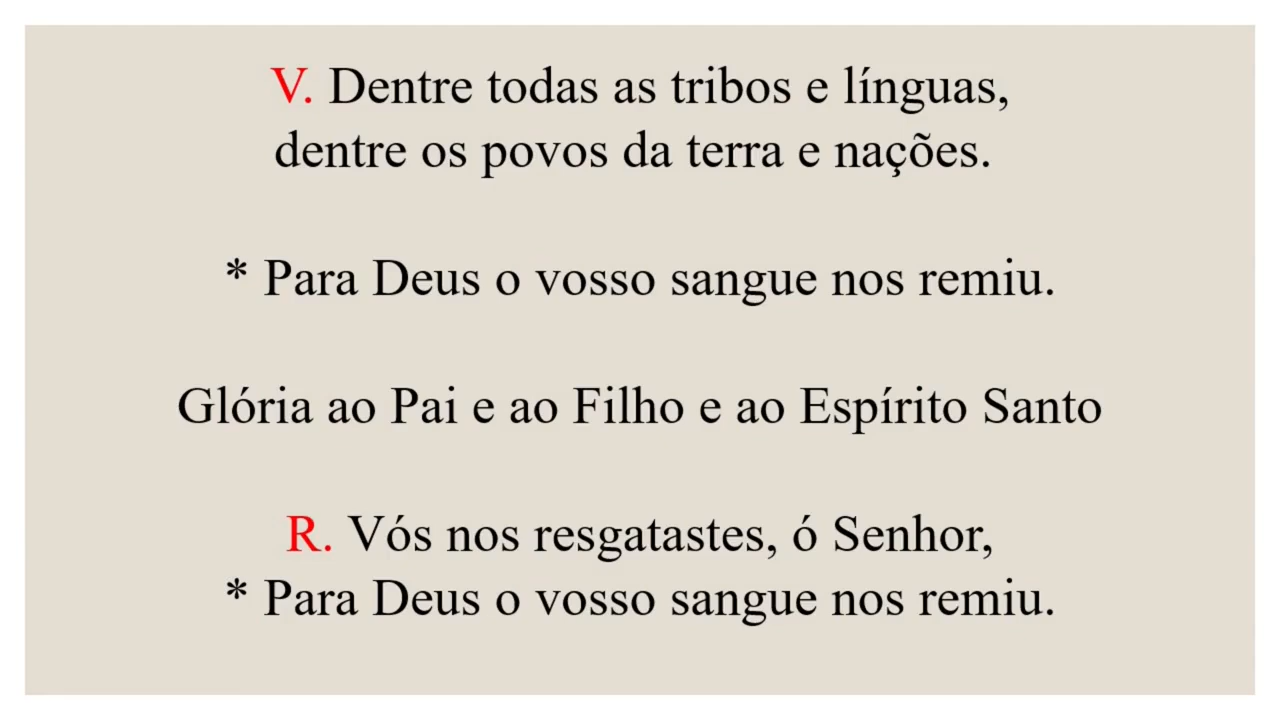 V. Dentre todas as tribos e línguas,
dentre os povos da terra e nações.
* Para Deus o vosso sangue nos remiu.
Glória ao Pai e ao Filho e ao Espírito Santo
R. Vós nos resgatastes, ó Senhor,
* Para Deus o vosso sangue nos remiu.